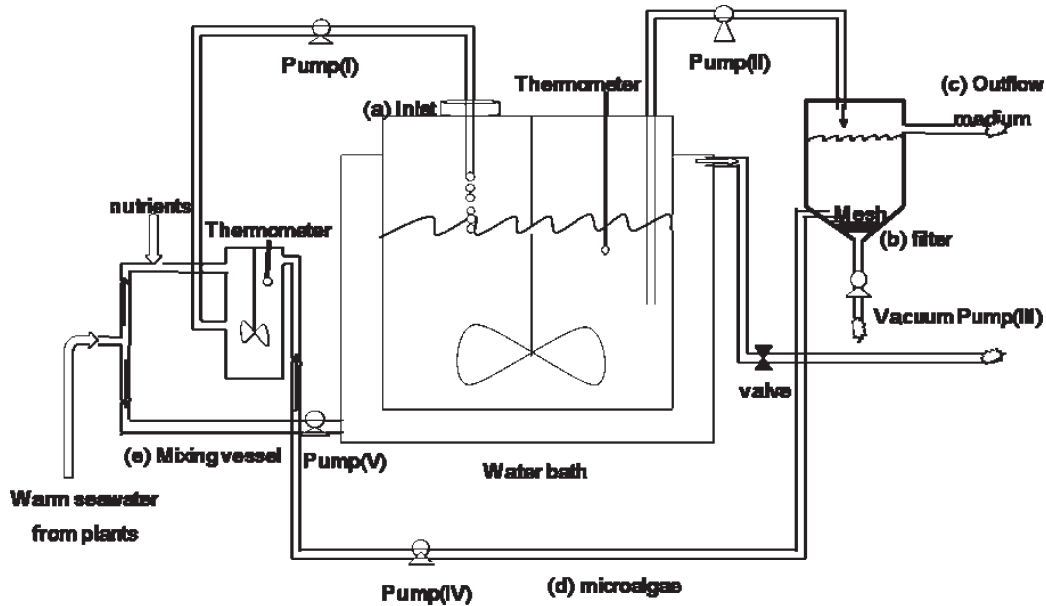 Pump(I)
Pump(II)
Thermometer
(c) Outflow
medium
(a) Inlet
nutrients
Thermometer
Mesh
(b) filter
Vacuum Pump(III)
valve
(e) Mixing vessel
Pump(V)
Water bath
Warm seawater
from plants
Pump(IV)
(d) microalgae